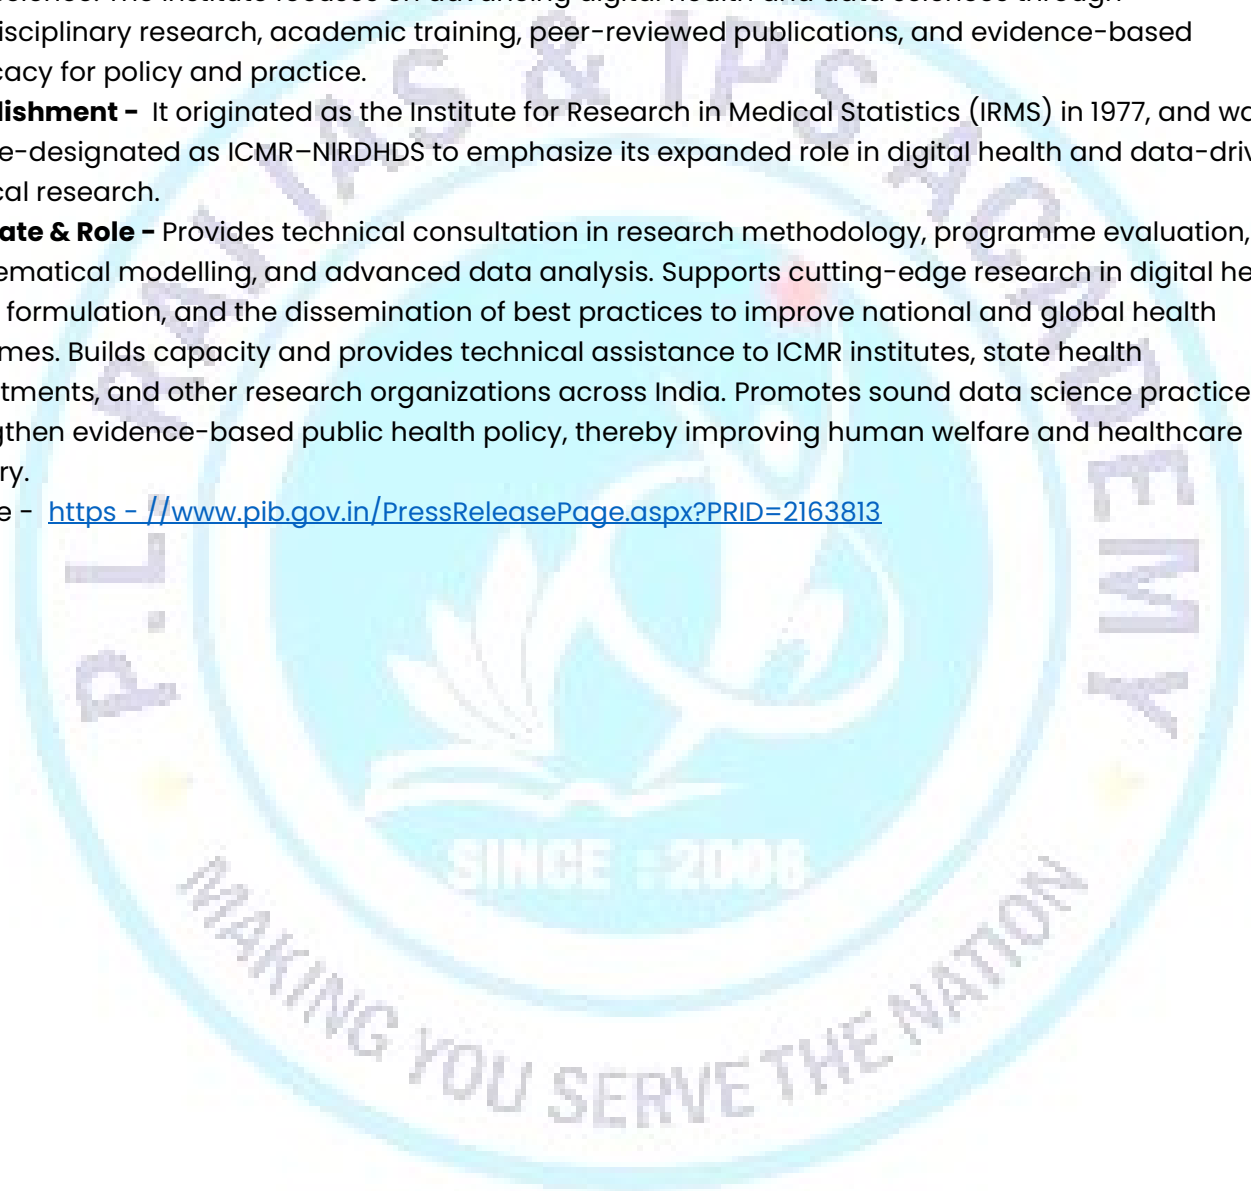 isciplinary research, academic training, peer-reviewed publications, and evidence-based
cacy for policy and practice.
lishment - It originated as the Institute for Research in Medical Statistics (IRMS) in 1977, and wa
e-designated as ICMR–NIRDHDS to emphasize its expanded role in digital health and data-driv
cal research.
ate & Role - Provides technical consultation in research methodology, programme evaluation,
ematical modelling, and advanced data analysis. Supports cutting-edge research in digital he
formulation, and the dissemination of best practices to improve national and global health
mes. Builds capacity and provides technical assistance to ICMR institutes, state health
tments, and other research organizations across India. Promotes sound data science practice
gthen evidence-based public health policy, thereby improving human welfare and healthcare
ry.
e - https - //www.pib.gov.in/PressReleasePage.aspx?PRID=2163813
P.L. RAJ IAS & IPS ACADEMY
SINCE : 2008
MAKING YOU SERVE THE NATION